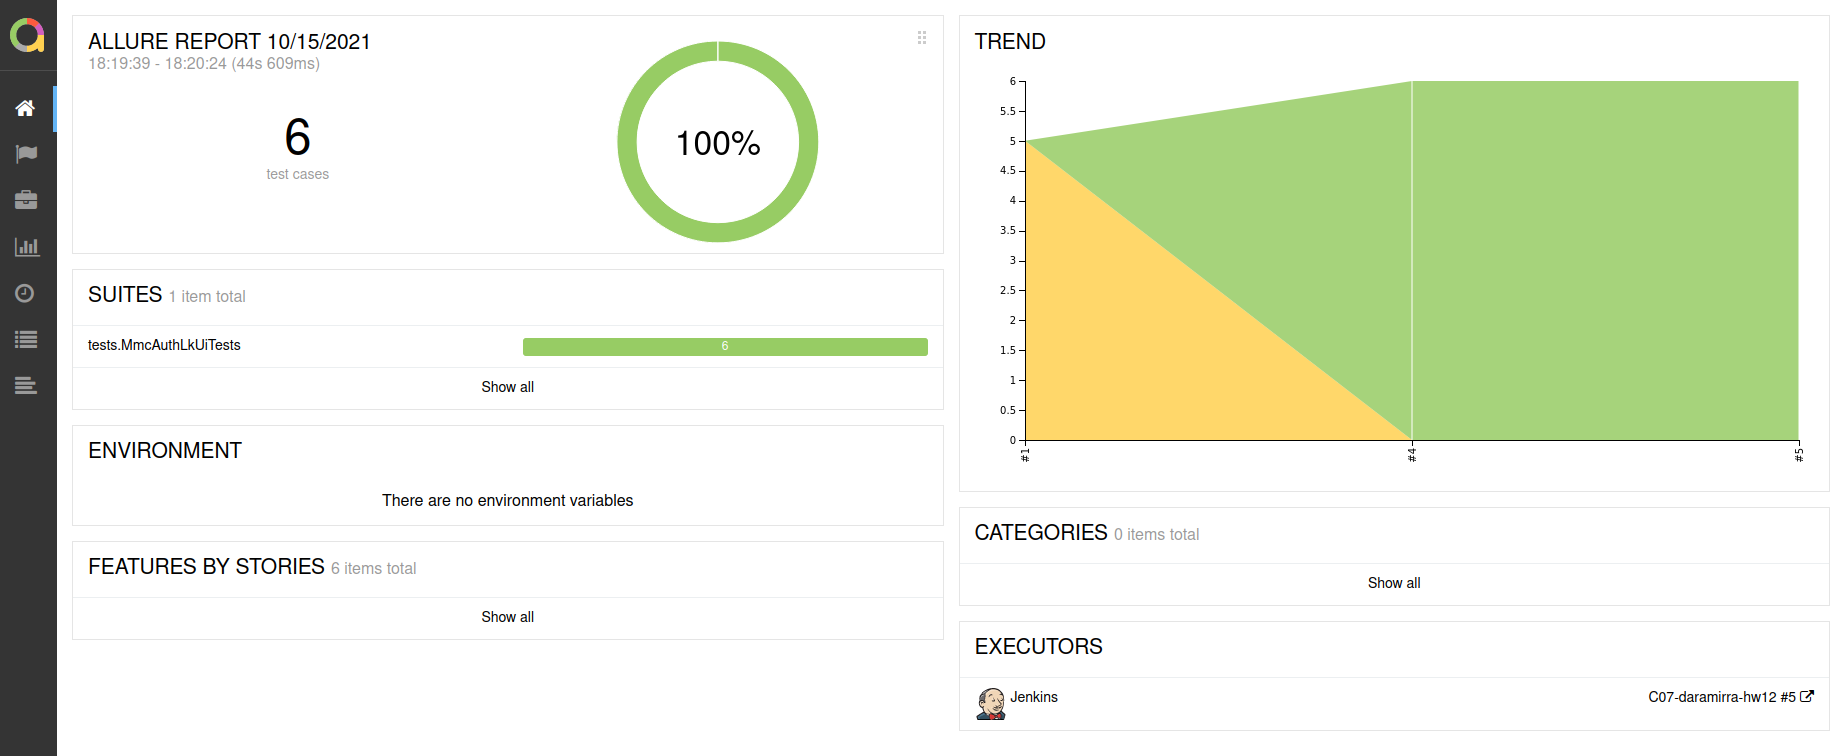 ALLURE REPORT 10/15/2021
18:19:39 - 18:20:24 (44s 609ms)
6
test cases
100%
SUITES 1 item total
tests.MmcAuthLkUiTests
6
Show all
ENVIRONMENT
There are no environment variables
FEATURES BY STORIES 6 items total
Show all
TREND
6
5.5
5
4.5
4
3.5
3
2.5
2
1.5
1
0.5
0
#1
#4
#5
CATEGORIES 0 items total
Show all
EXECUTORS
Jenkins
C07-daramirra-hw12 #5